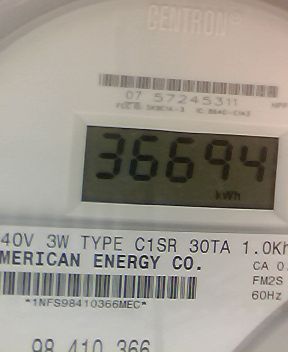 CENTRON®
07 57245311
36694
kWh
40V 3W TYPE C1SR 30TA 1.0Kh
MERICAN ENERGY CO.
CA 0.
FM2S
*1NFS98410366MEC*
60Hz
98 410 366